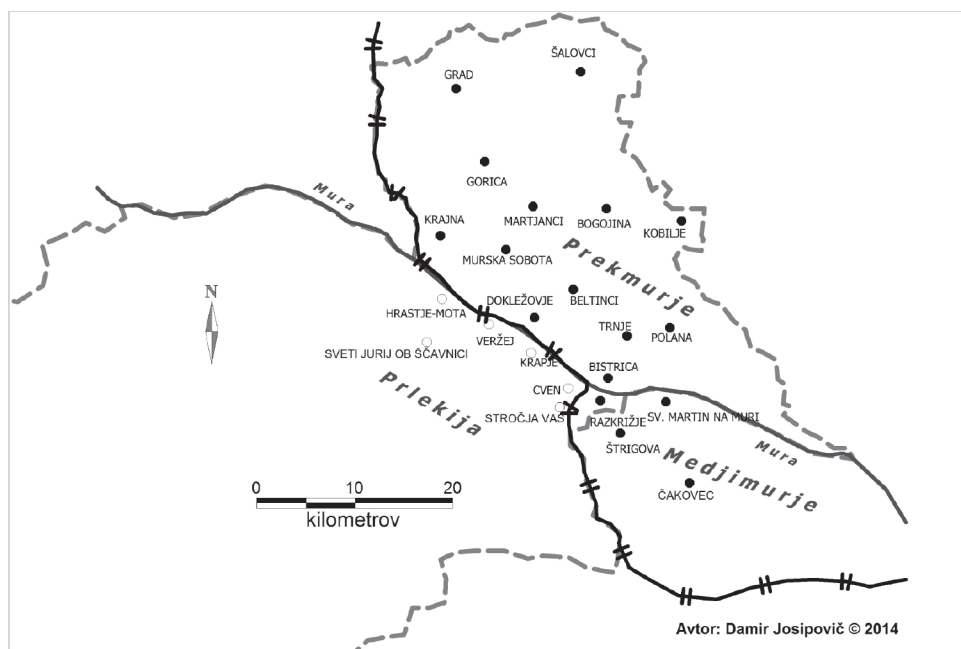 ŠALOVCI
GRAD
GORICA
Mura
MARTJANCI
BOGOJINA
KRAJNA
KOBILJE
MURSKA SOBOTA
Prekmurje
N
DOKLEŽOVJE
BELTINCI
HRASTJE-MOTA
TRNJE
POLANA
VERŽEJ
SVETI JURIJ OB ŠČAVNICI
KRAPJE
BISTRICA
Prlekija
CVEN
STROČJA VAS
RAZKRIŽJE
SV. MARTIN NA MURI
ŠTRIGOVA
Mura
Medjimurje
ČAKOVEC
0 10 20
kilometrov
Avtor: Damir Josipovič © 2014